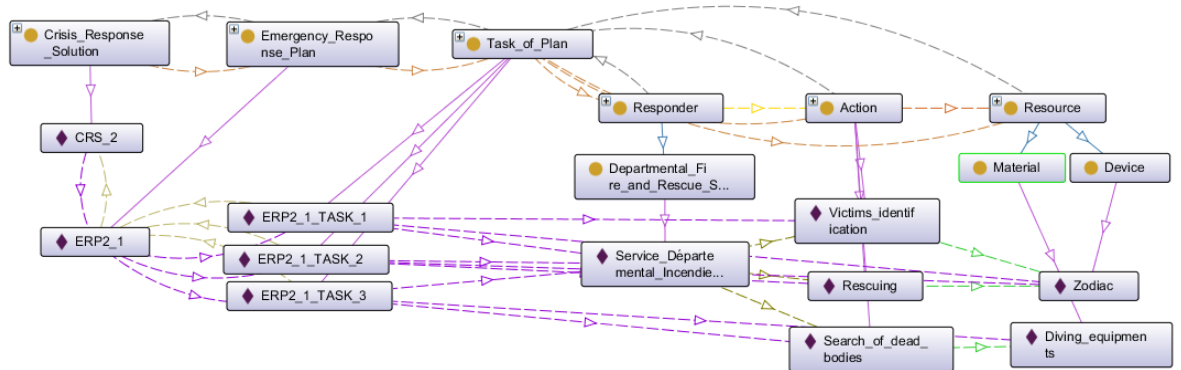 Crisis_Response
_Solution
Emergency_Respo
nse_Plan
Task_of_Plan
Responder
Action
Resource
CRS_2
Departmental_Fi
re_and_Rescue_S...
Material
Device
ERP2_1
ERP2_1_TASK_1
ERP2_1_TASK_2
ERP2_1_TASK_3
Service_Départe
mental_Incendie...
Victims_identif
ication
Rescuing
Zodiac
Search_of_dead_
bodies
Diving_equipmen
ts